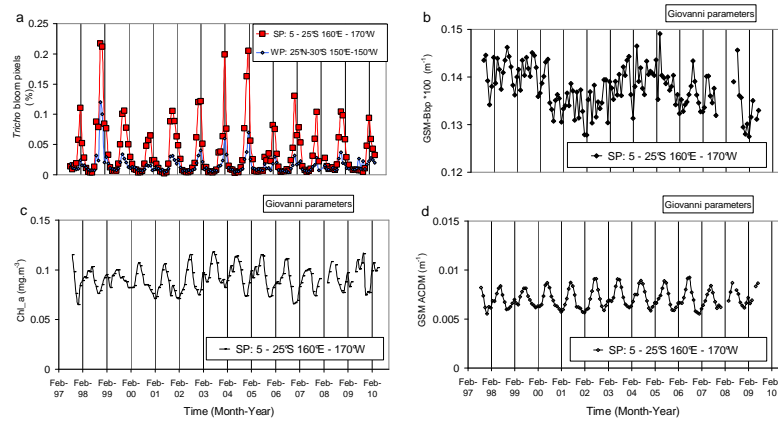 a
SP: 5 - 25°S 160°E - 170°W
WP: 25°N-30°S 150°E-150°W
Tricho bloom pixels
(%)
0.25
0.2
0.15
0.1
0.05
0
b
Giovanni parameters
GSM-Bbp *100 (m-1)
0.15
0.14
0.13
0.12
SP: 5 - 25°S 160°E - 170°W
c
Giovanni parameters
Chl_a (mg.m-3)
0.15
0.1
0.05
0
SP: 5 - 25°S 160°E - 170°W
Feb-97 Feb-98 Feb-99 Feb-00 Feb-01 Feb-02 Feb-03 Feb-04 Feb-05 Feb-06 Feb-07 Feb-08 Feb-09 Feb-10
Time (Month-Year)
d
Giovanni parameters
GSM ACDM (m-1)
0.015
0.01
0.005
0
SP: 5 - 25°S 160°E - 170°W
Feb-97 Feb-98 Feb-99 Feb-00 Feb-01 Feb-02 Feb-03 Feb-04 Feb-05 Feb-06 Feb-07 Feb-08 Feb-09 Feb-10
Time (Month-Year)